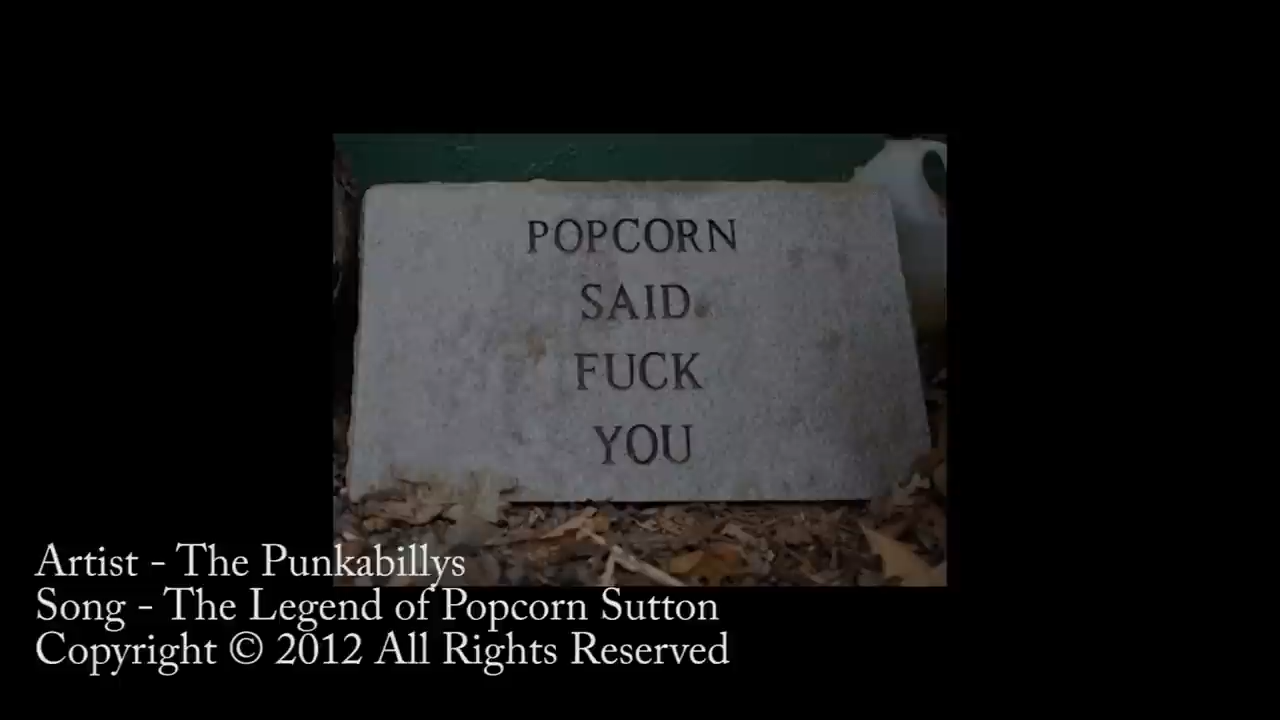 POPCORN
SAID
FUCK
YOU
Artist - The Punkabillys
Song - The Legend of Popcorn Sutton
Copyright © 2012 All Rights Reserved